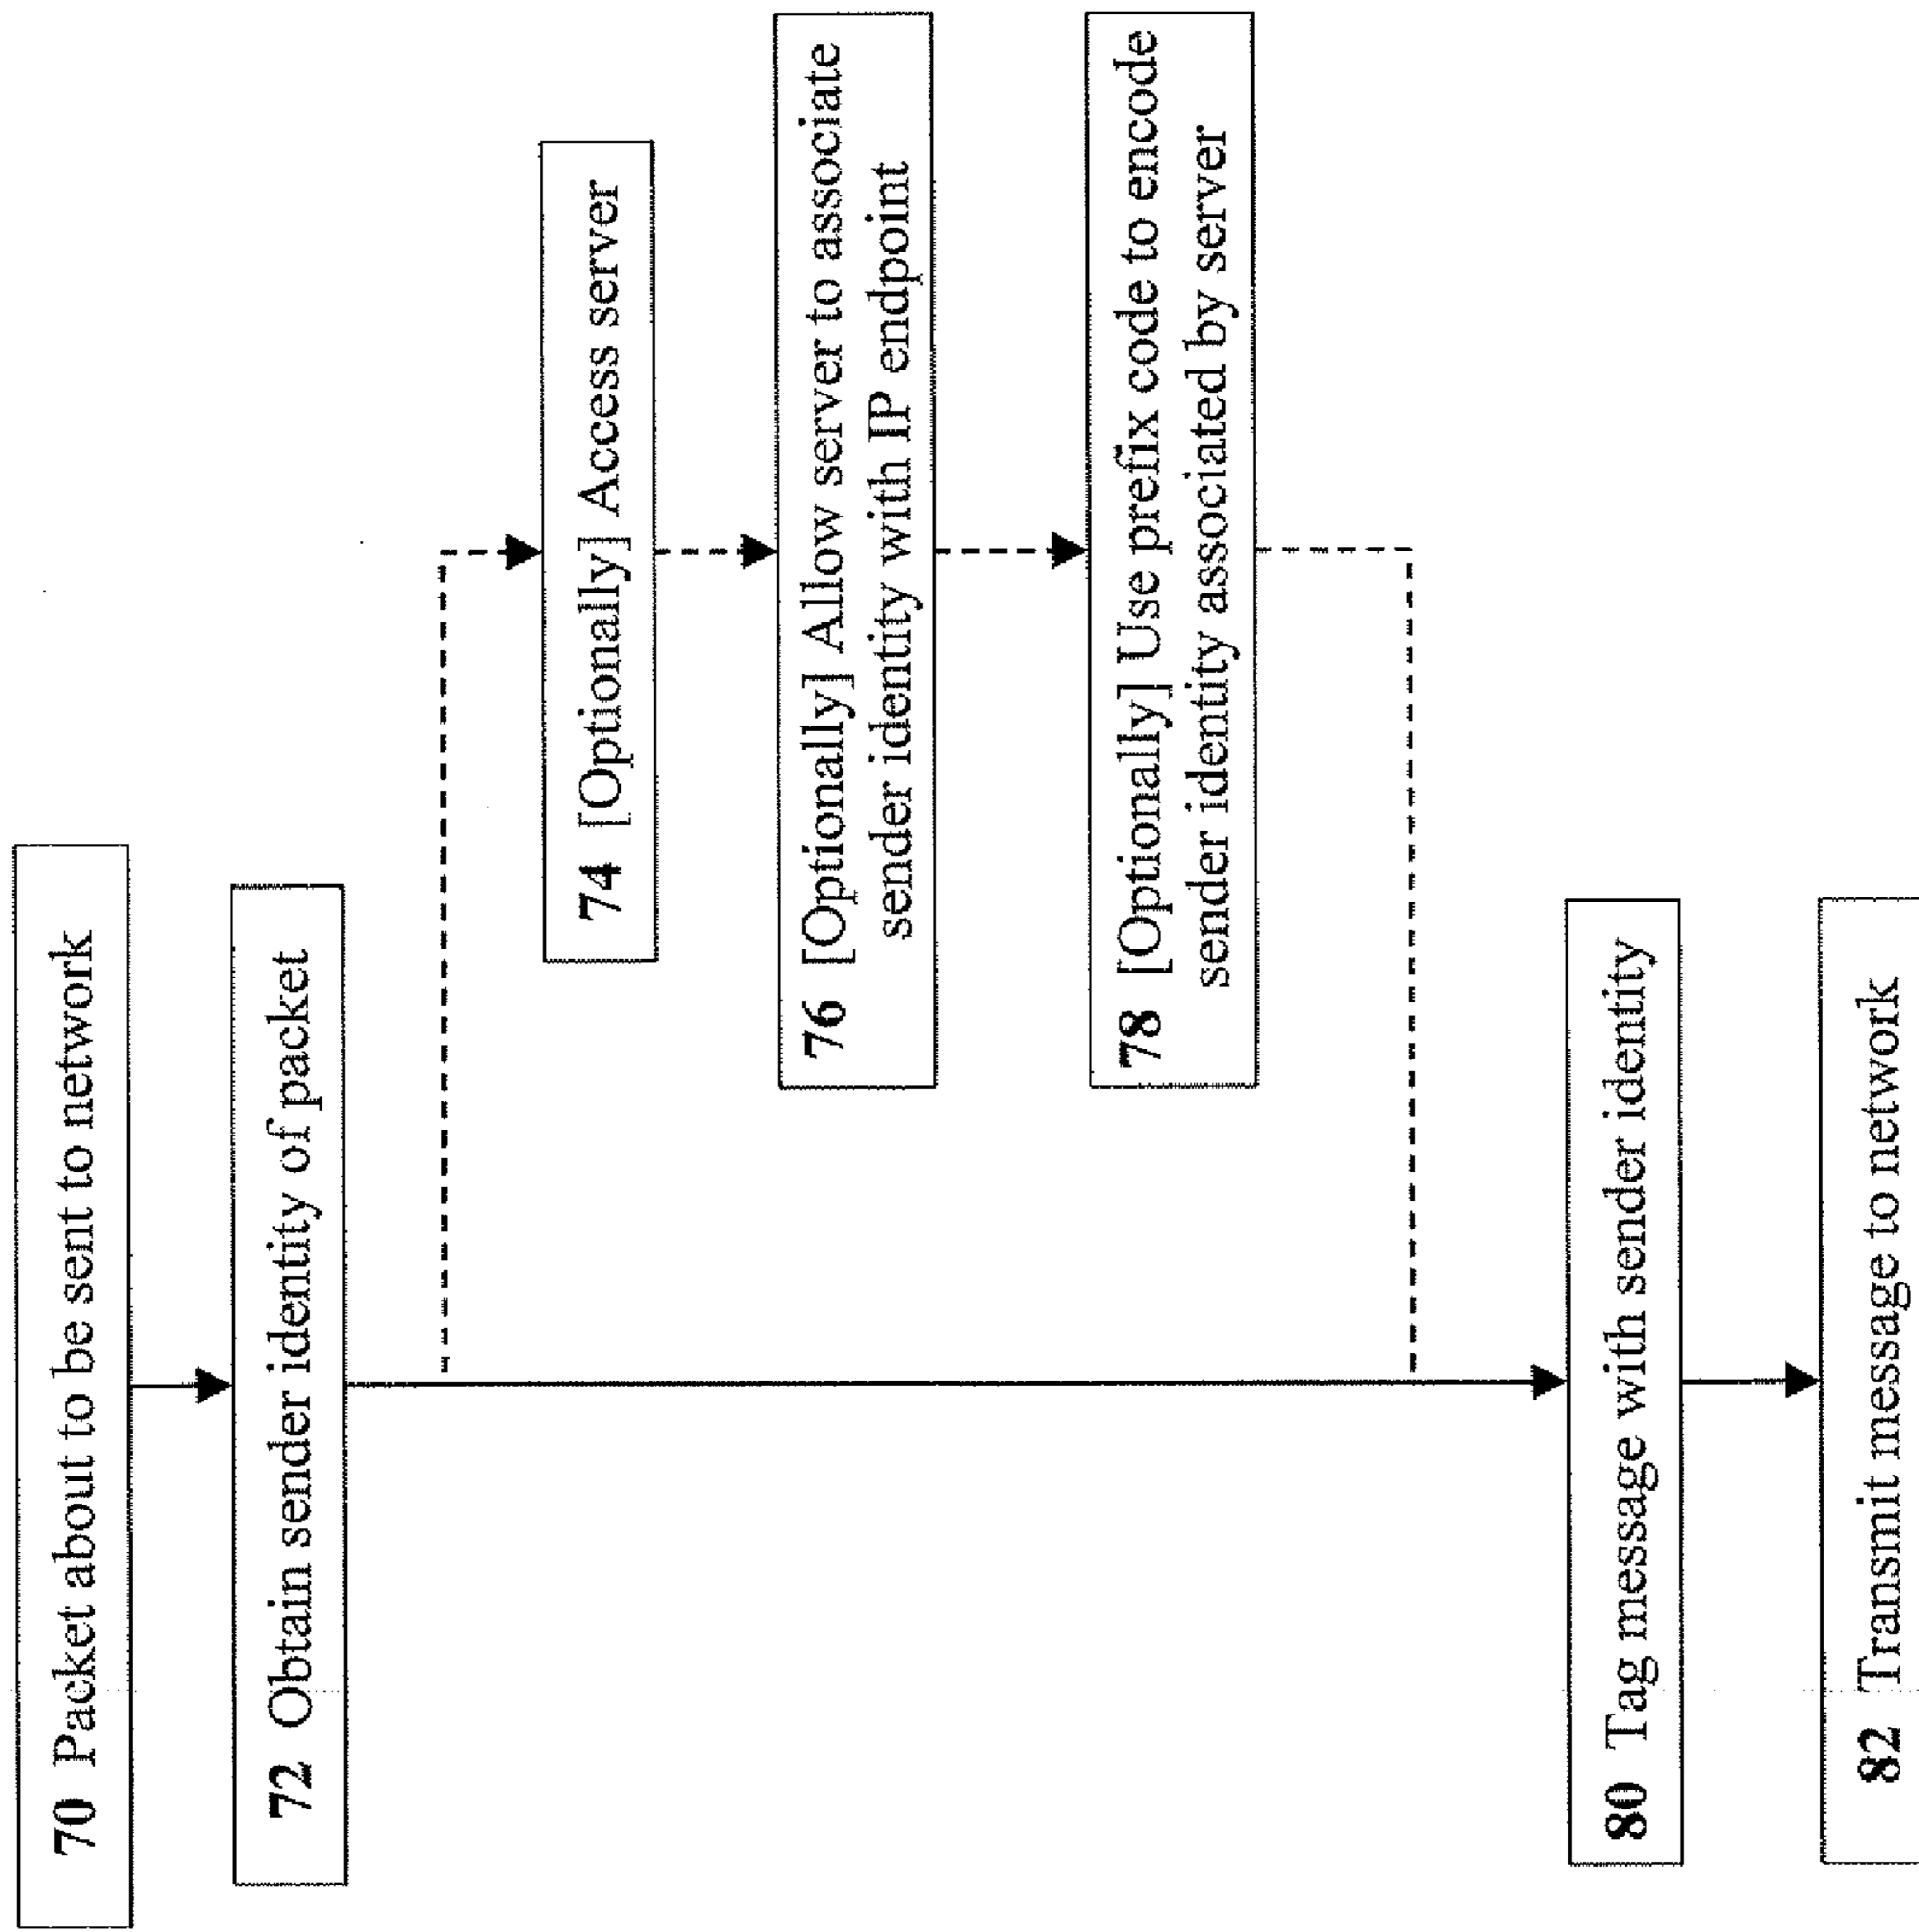 70 Packet about to be sent to network
72 Obtain sender identity of packet
74 [Optionally] Access server
76 [Optionally] Allow server to associate
sender identity with IP endpoint
78 [Optionally] Use prefix code to encode
sender identity associated by server
80 Tag message with sender identity
82 Transmit message to network